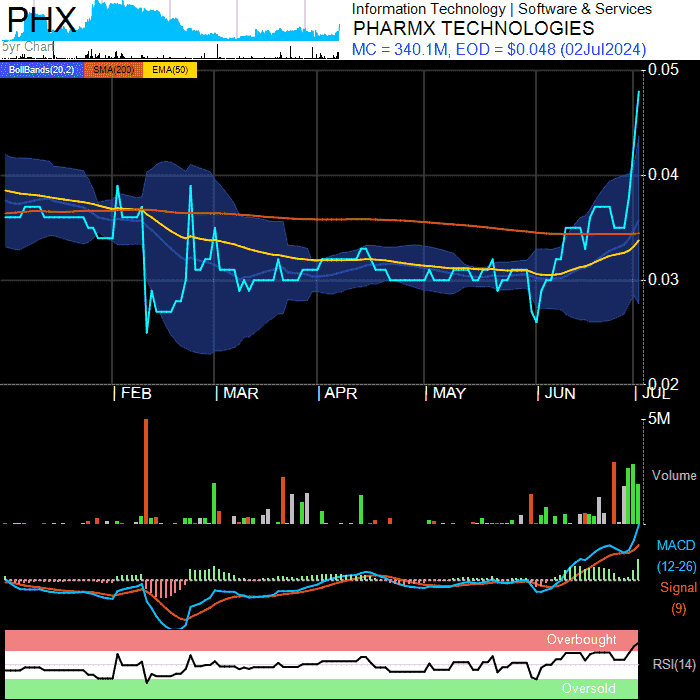 PHX
5yr Chart
Information Technology | Software & Services
PHARMX TECHNOLOGIES
MC = 340.1M, EOD = $0.048 (02Jul2024)
BollBands(20,2) SMA(200) EMA(50)
0.05
0.04
0.03
0.02
FEB MAR APR MAY JUN JUL
5M
Volume
MACD
(12-26)
Signal
(9)
Overbought
RSI(14)
Oversold